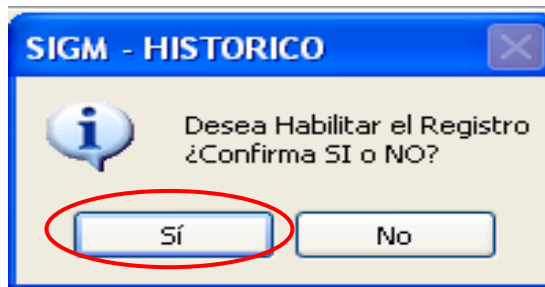 SIGM - HISTORICO
Desea Habilitar el Registro
¿Confirma SI o NO?
Sí
No